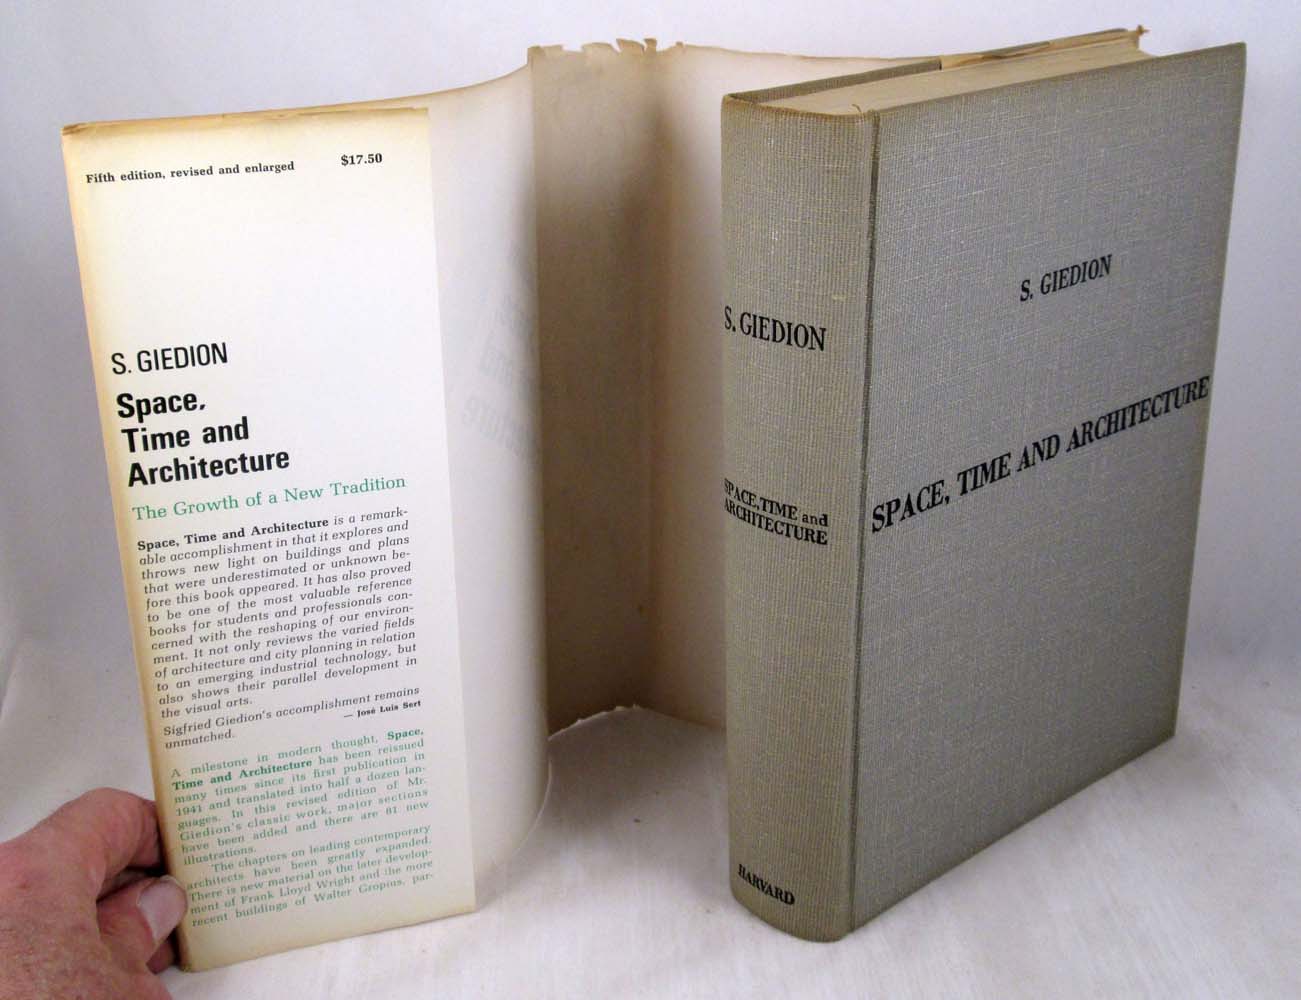 Fifth edition, revised and enlarged $17.50
S. GIEDION
Space,
Time and
Architecture
The Growth of a New Tradition
Space, Time and Architecture is a remark-
able accomplishment in that it explores and
throws new light on buildings and plans
that were underestimated or unknown be-
fore this book appeared. It has also proved
to be one of the most valuable reference
books for students and professionals con-
cerned with the reshaping of our environ-
ment. It not only reviews the varied fields
of architecture and city planning in relation
to an emerging industrial technology, but
also shows their parallel development in
the visual arts.
Sigfried Giedion's accomplishment remains
unmatched.
— José Luis Sert
A milestone in modern thought, Space,
Time and Architecture has been reissued
many times since its first publication in
1941 and translated into half a dozen lan-
guages. In this revised edition of Mr.
Giedion's classic work, major sections
have been added and there are 81 new
illustrations.
The chapters on leading contemporary
architects have been greatly expanded.
There is new material on the later develop-
ment of Frank Lloyd Wright and the more
recent buildings of Walter Gropius, par-
S. GIEDION
SPACE, TIME and
ARCHITECTURE
HARVARD
S. GIEDION
SPACE, TIME AND ARCHITECTURE